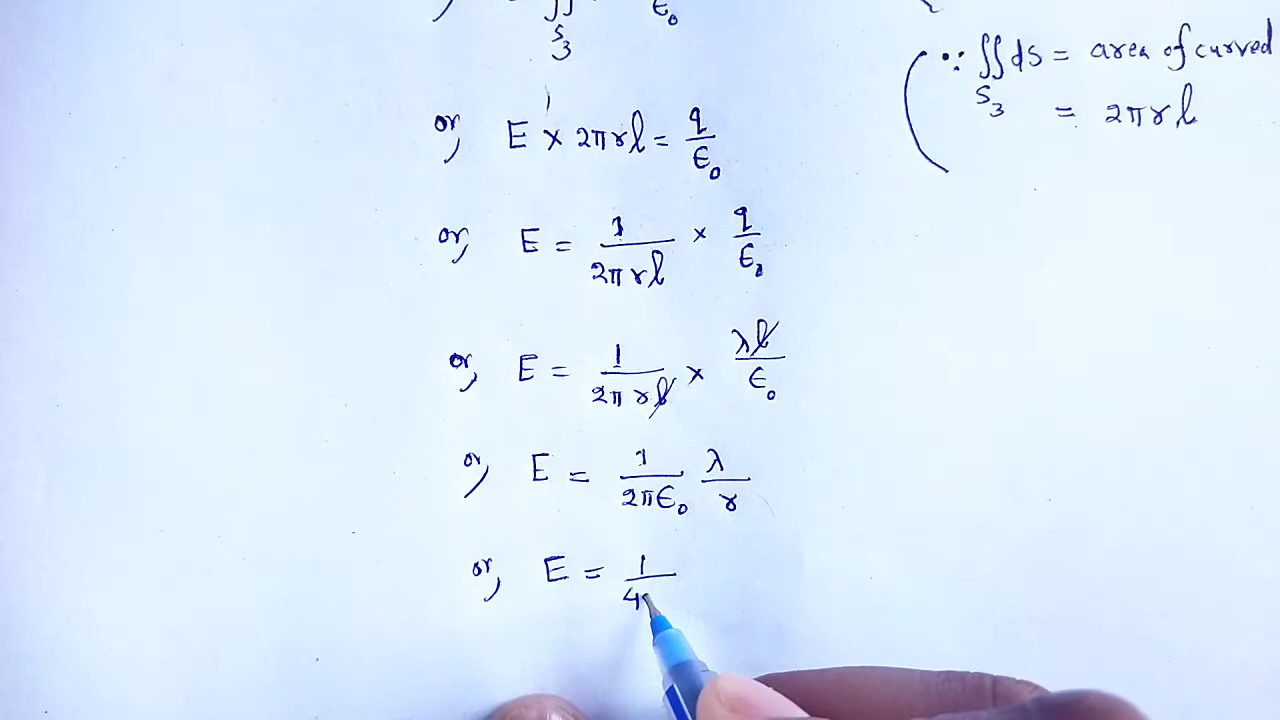 ∬ ε₀
S₃
∵ ∬ ds = area of curved
S₃
= 2πrl
or, E × 2πrl = q/ε₀
or, E = 1/2πrl × q/ε₀
or, E = 1/2πrl × λl/ε₀
or, E = 1/2πε₀ λ/r
or, E = 1/4